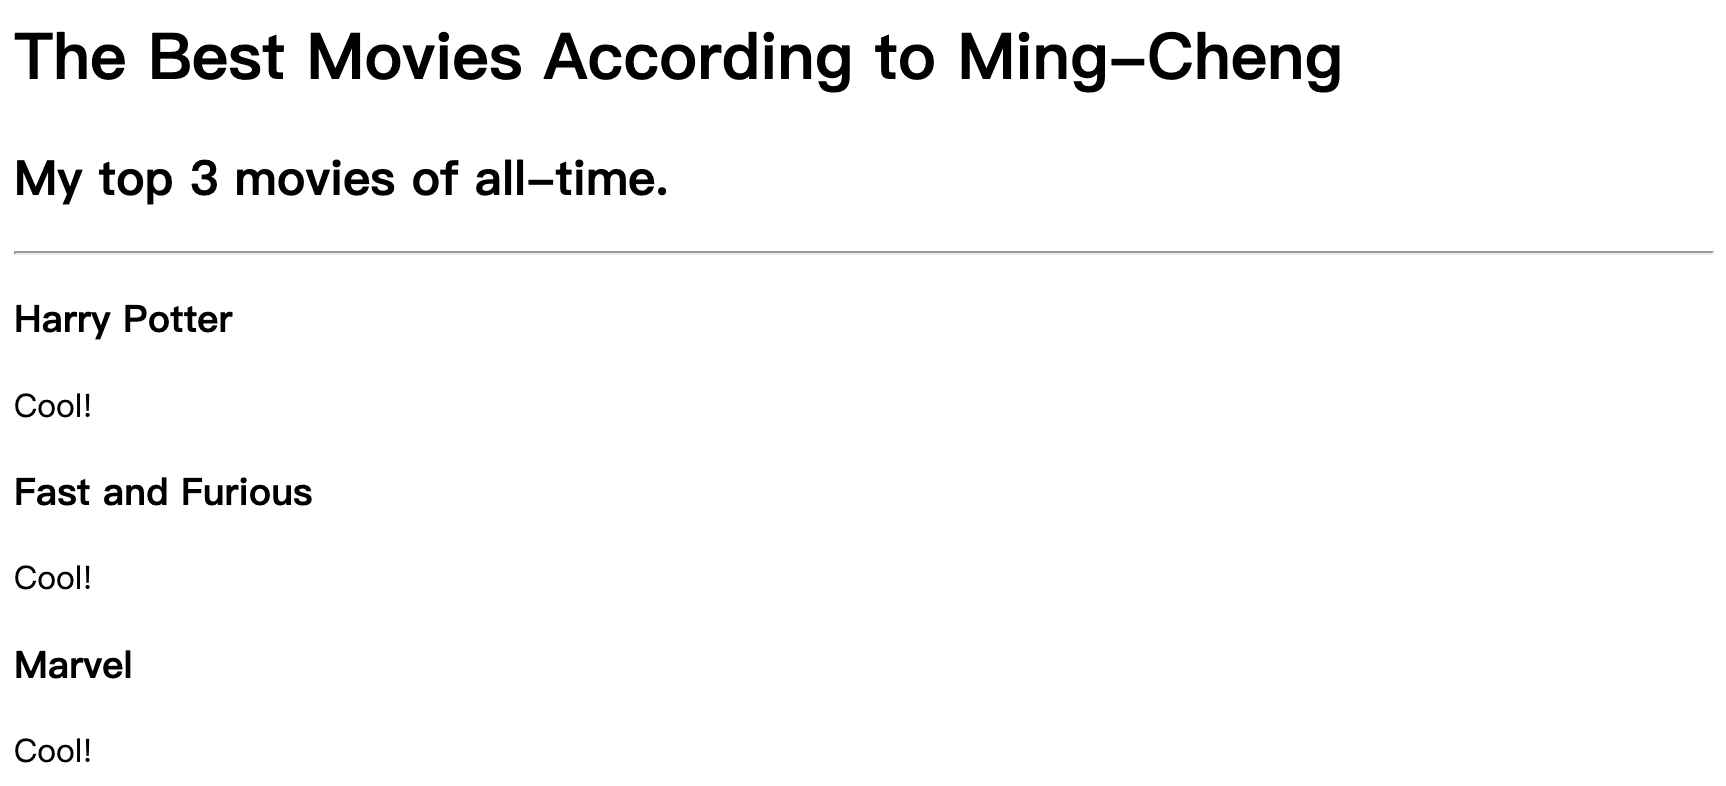 The Best Movies According to Ming-Cheng
My top 3 movies of all-time.
Harry Potter
Cool!
Fast and Furious
Cool!
Marvel
Cool!